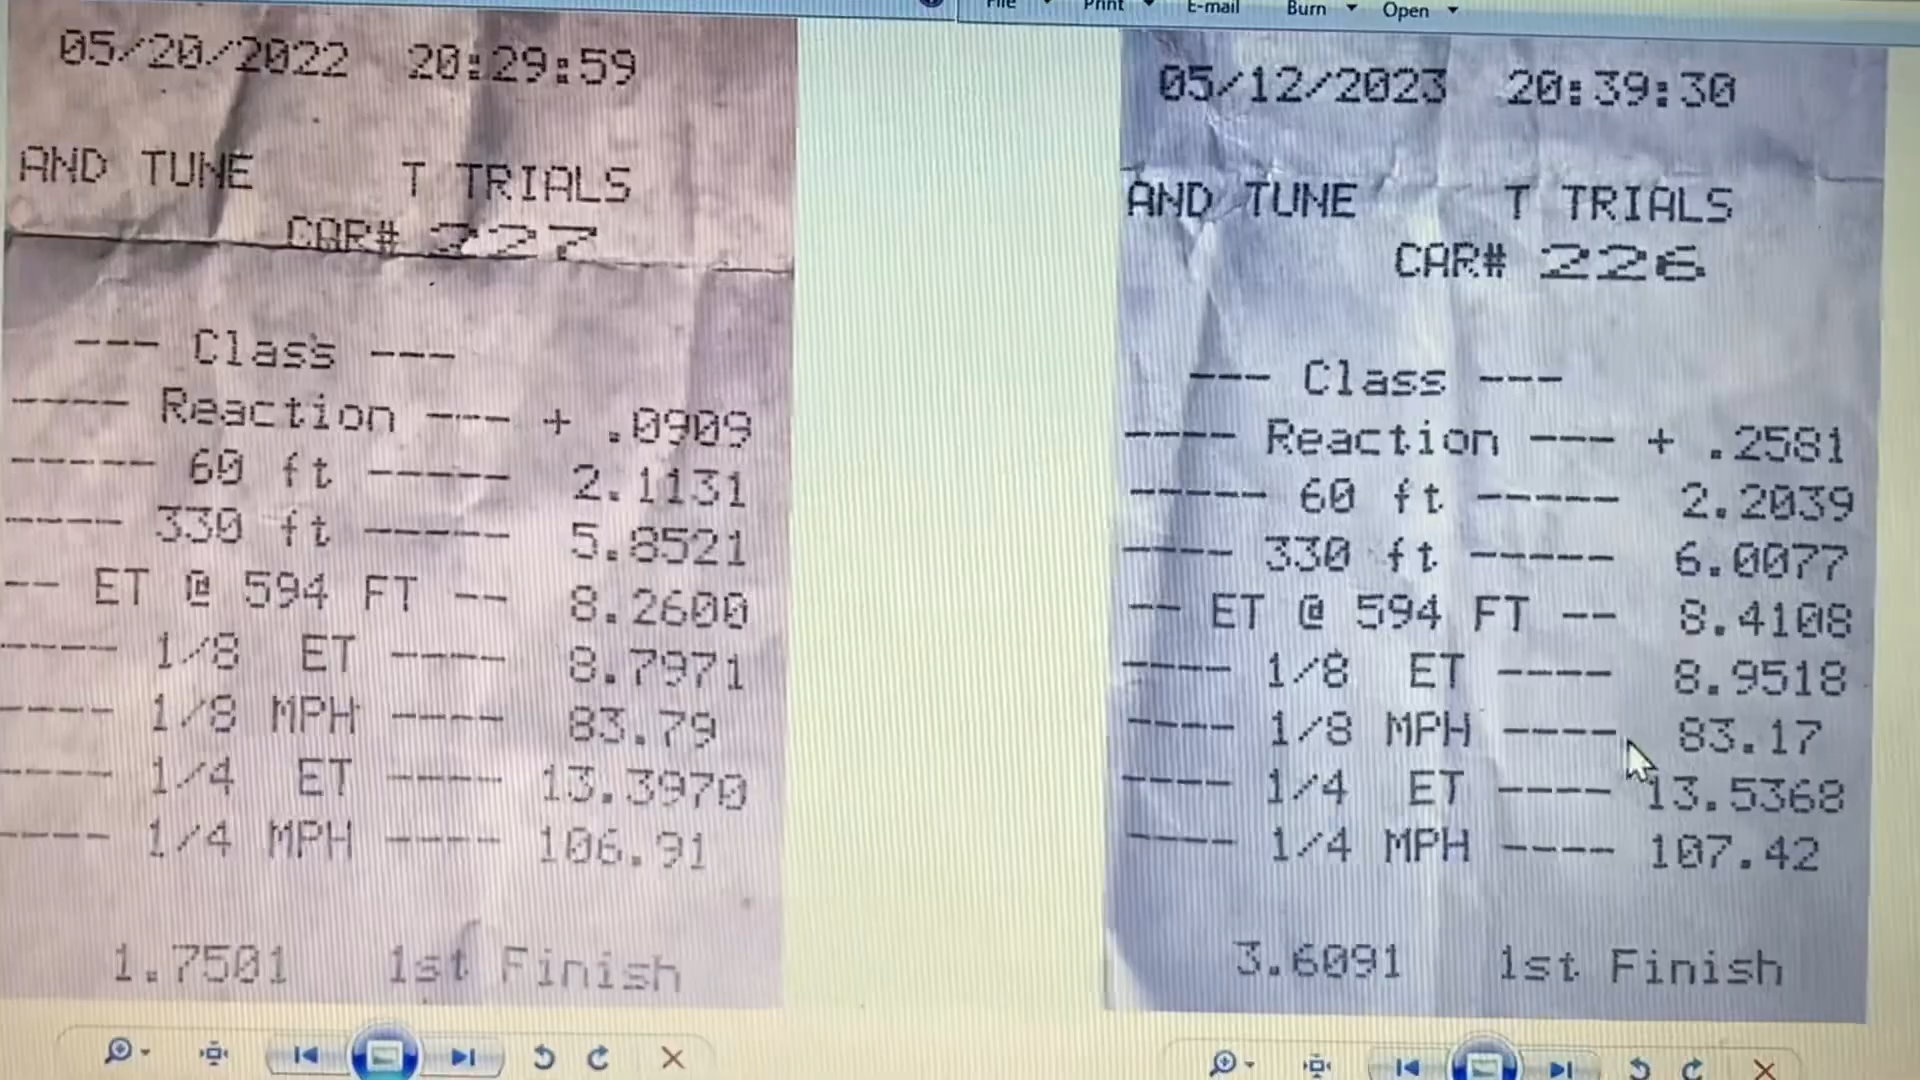 File Print E-mail Burn Open
05/20/2022 20:29:59
AND TUNE T TRIALS
CAR# 227
--- Class ---
---- Reaction --- + .0909
----- 60 ft ----- 2.1131
---- 330 ft ----- 5.8521
-- ET @ 594 FT -- 8.2600
---- 1/8 ET ---- 8.7971
---- 1/8 MPH ---- 83.79
---- 1/4 ET ---- 13.3970
---- 1/4 MPH ---- 106.91
1.7501 1st Finish
05/12/2023 20:39:30
AND TUNE T TRIALS
CAR# 226
--- Class ---
---- Reaction --- + .2581
----- 60 ft ----- 2.2039
---- 330 ft ----- 6.0077
-- ET @ 594 FT -- 8.4108
---- 1/8 ET ---- 8.9518
---- 1/8 MPH ---- 83.17
---- 1/4 ET ---- 13.5368
---- 1/4 MPH ---- 107.42
3.6091 1st Finish